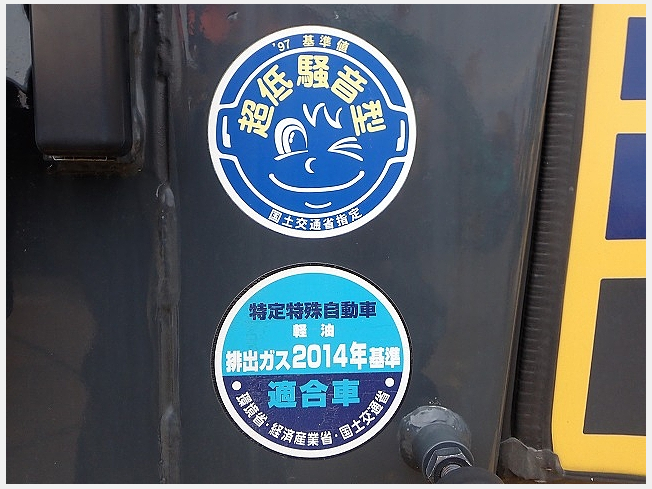 '97 基準値
超低騒音型
国土交通省指定
特定特殊自動車
軽油
排出ガス2014年基準
適合車
環境省・経済産業省・国土交通省